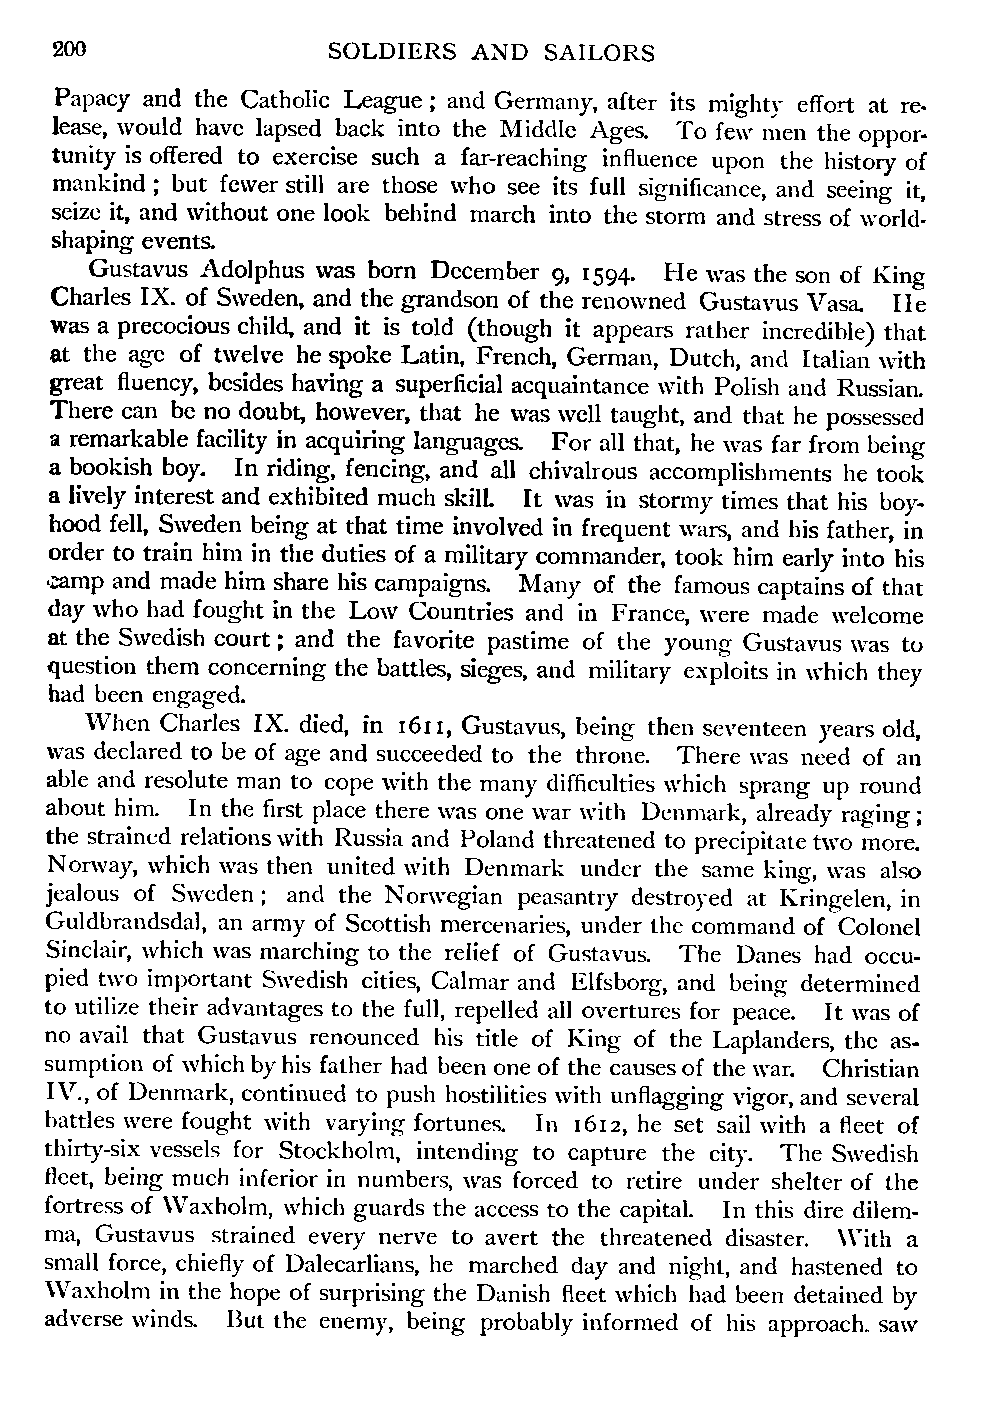 200 SOLDIERS AND SAILORS
Papacy and the Catholic League; and Germany, after its mighty effort at re-
lease, would have lapsed back into the Middle Ages. To few men the oppor-
tunity is offered to exercise such a far-reaching influence upon the history of
mankind; but fewer still are those who see its full significance, and seeing it,
seize it, and without one look behind march into the storm and stress of world-
shaping events.
Gustavus Adolphus was born December 9, 1594. He was the son of King
Charles IX. of Sweden, and the grandson of the renowned Gustavus Vasa. He
was a precocious child, and it is told (though it appears rather incredible) that
at the age of twelve he spoke Latin, French, German, Dutch, and Italian with
great fluency, besides having a superficial acquaintance with Polish and Russian.
There can be no doubt, however, that he was well taught, and that he possessed
a remarkable facility in acquiring languages. For all that, he was far from being
a bookish boy. In riding, fencing, and all chivalrous accomplishments he took
a lively interest and exhibited much skill. It was in stormy times that his boy-
hood fell, Sweden being at that time involved in frequent wars, and his father, in
order to train him in the duties of a military commander, took him early into his
camp and made him share his campaigns. Many of the famous captains of that
day who had fought in the Low Countries and in France, were made welcome
at the Swedish court; and the favorite pastime of the young Gustavus was to
question them concerning the battles, sieges, and military exploits in which they
had been engaged.
When Charles IX. died, in 1611, Gustavus, being then seventeen years old,
was declared to be of age and succeeded to the throne. There was need of an
able and resolute man to cope with the many difficulties which sprang up round
about him. In the first place there was one war with Denmark, already raging;
the strained relations with Russia and Poland threatened to precipitate two more.
Norway, which was then united with Denmark under the same king, was also
jealous of Sweden; and the Norwegian peasantry destroyed at Kringelen, in
Guldbrandsdal, an army of Scottish mercenaries, under the command of Colonel
Sinclair, which was marching to the relief of Gustavus. The Danes had occu-
pied two important Swedish cities, Calmar and Elfsborg, and being determined
to utilize their advantages to the full, repelled all overtures for peace. It was of
no avail that Gustavus renounced his title of King of the Laplanders, the as-
sumption of which by his father had been one of the causes of the war. Christian
IV., of Denmark, continued to push hostilities with unflagging vigor, and several
battles were fought with varying fortunes. In 1612, he set sail with a fleet of
thirty-six vessels for Stockholm, intending to capture the city. The Swedish
fleet, being much inferior in numbers, was forced to retire under shelter of the
fortress of Waxholm, which guards the access to the capital. In this dire dilem-
ma, Gustavus strained every nerve to avert the threatened disaster. With a
small force, chiefly of Dalecarlians, he marched day and night, and hastened to
Waxholm in the hope of surprising the Danish fleet which had been detained by
adverse winds. But the enemy, being probably informed of his approach. saw